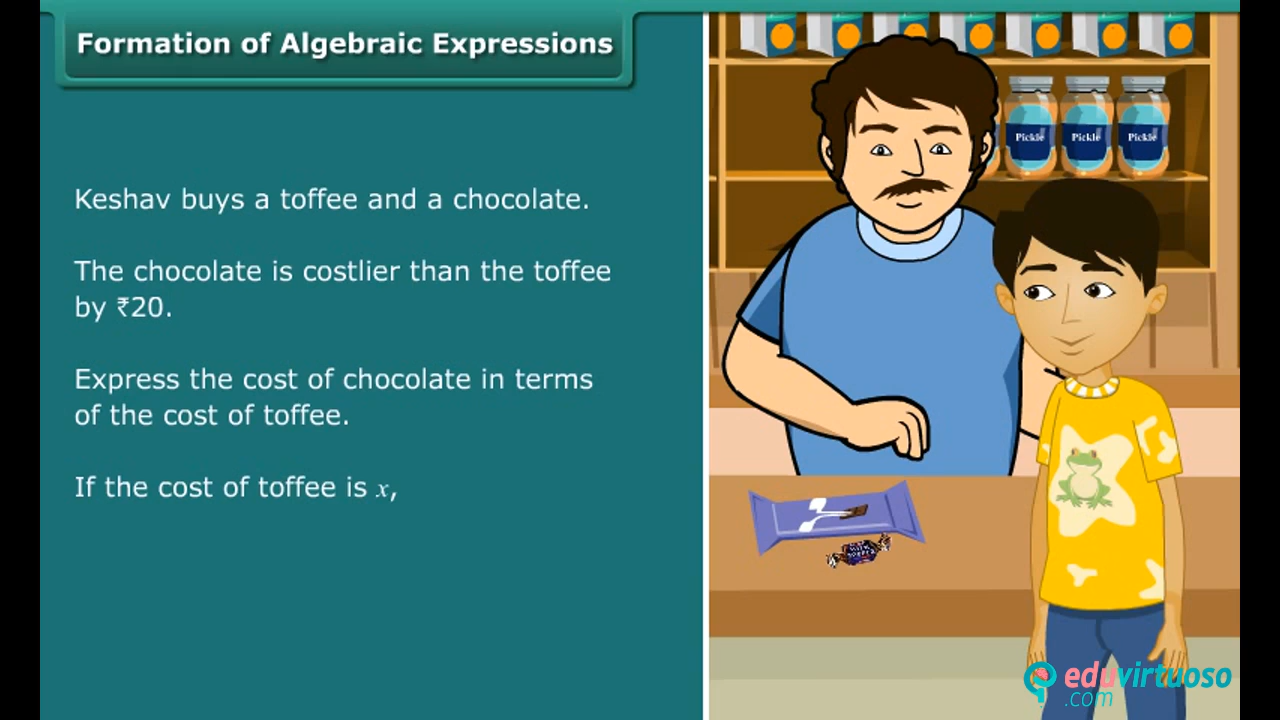 Formation of Algebraic Expressions
Keshav buys a toffee and a chocolate.
The chocolate is costlier than the toffee
by ₹20.
Express the cost of chocolate in terms
of the cost of toffee.
If the cost of toffee is x,
Pickle Pickle Pickle
eduvirtuoso
.com